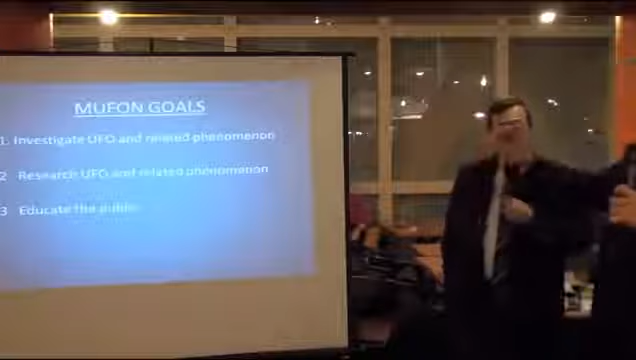 MUFON GOALS
1. Investigate UFO and related phenomenon
2 Research UFO and related phenomenon
3 Educate the public